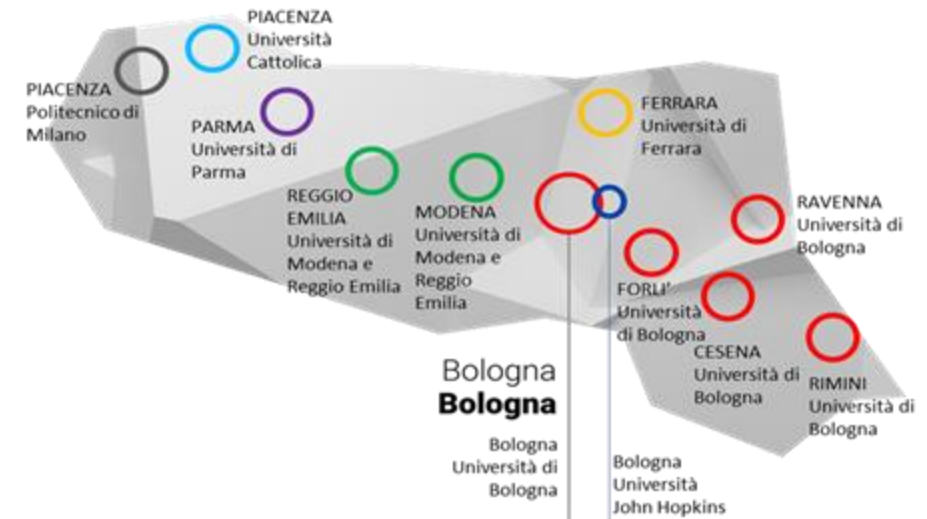 PIACENZA
Università
Cattolica
PIACENZA
Politecnico di
Milano
PARMA
Università di
Parma
REGGIO
EMILIA
Università di
Modena e
Reggio Emilia
MODENA
Università di
Modena e
Reggio
Emilia
FERRARA
Università di
Ferrara
RAVENNA
Università di
Bologna
FORLI'
Università
di Bologna
CESENA
Università di
Bologna
RIMINI
Università di
Bologna
Bologna
Bologna
Bologna
Università di
Bologna
Bologna
Università
John Hopkins